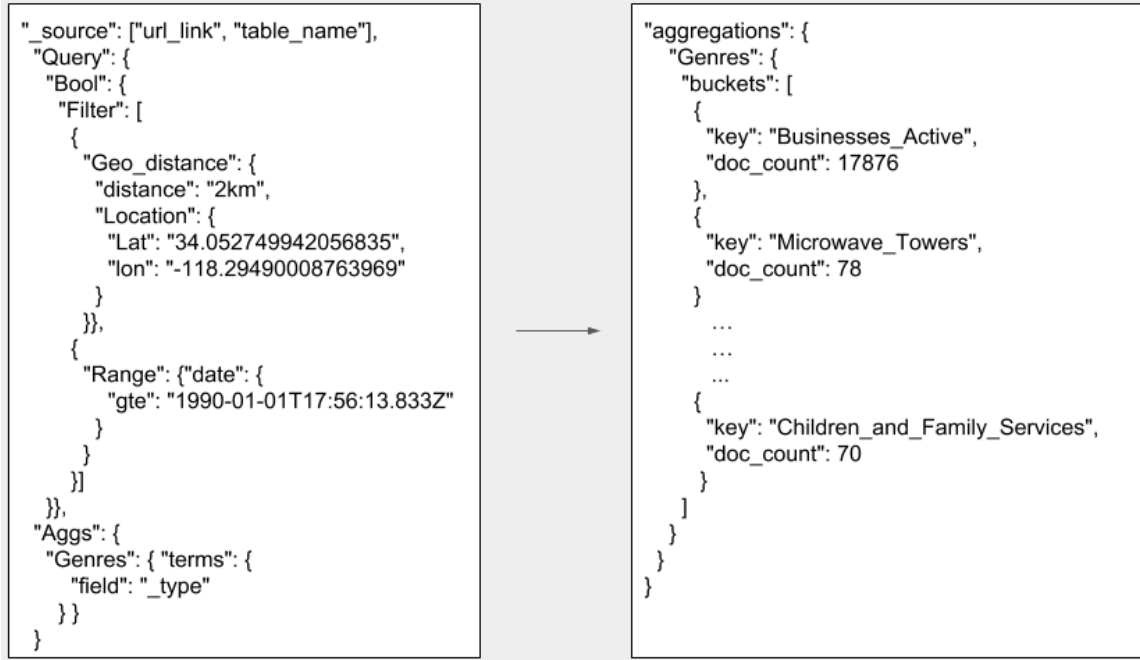 "_source": ["url_link", "table_name"],
"Query": {
"Bool": {
"Filter": [
{
"Geo_distance": {
"distance": "2km",
"Location": {
"Lat": "34.052749942056835",
"lon": "-118.29490008763969"
}
}},
{
"Range": {"date": {
"gte": "1990-01-01T17:56:13.833Z"
}
}
}]
}},
"Aggs": {
"Genres": { "terms": {
"field": "_type"
} }
}
"aggregations": {
"Genres": {
"buckets": [
{
"key": "Businesses_Active",
"doc_count": 17876
},
{
"key": "Microwave_Towers",
"doc_count": 78
}
…
…
...
{
"key": "Children_and_Family_Services",
"doc_count": 70
}
]
}
}
}